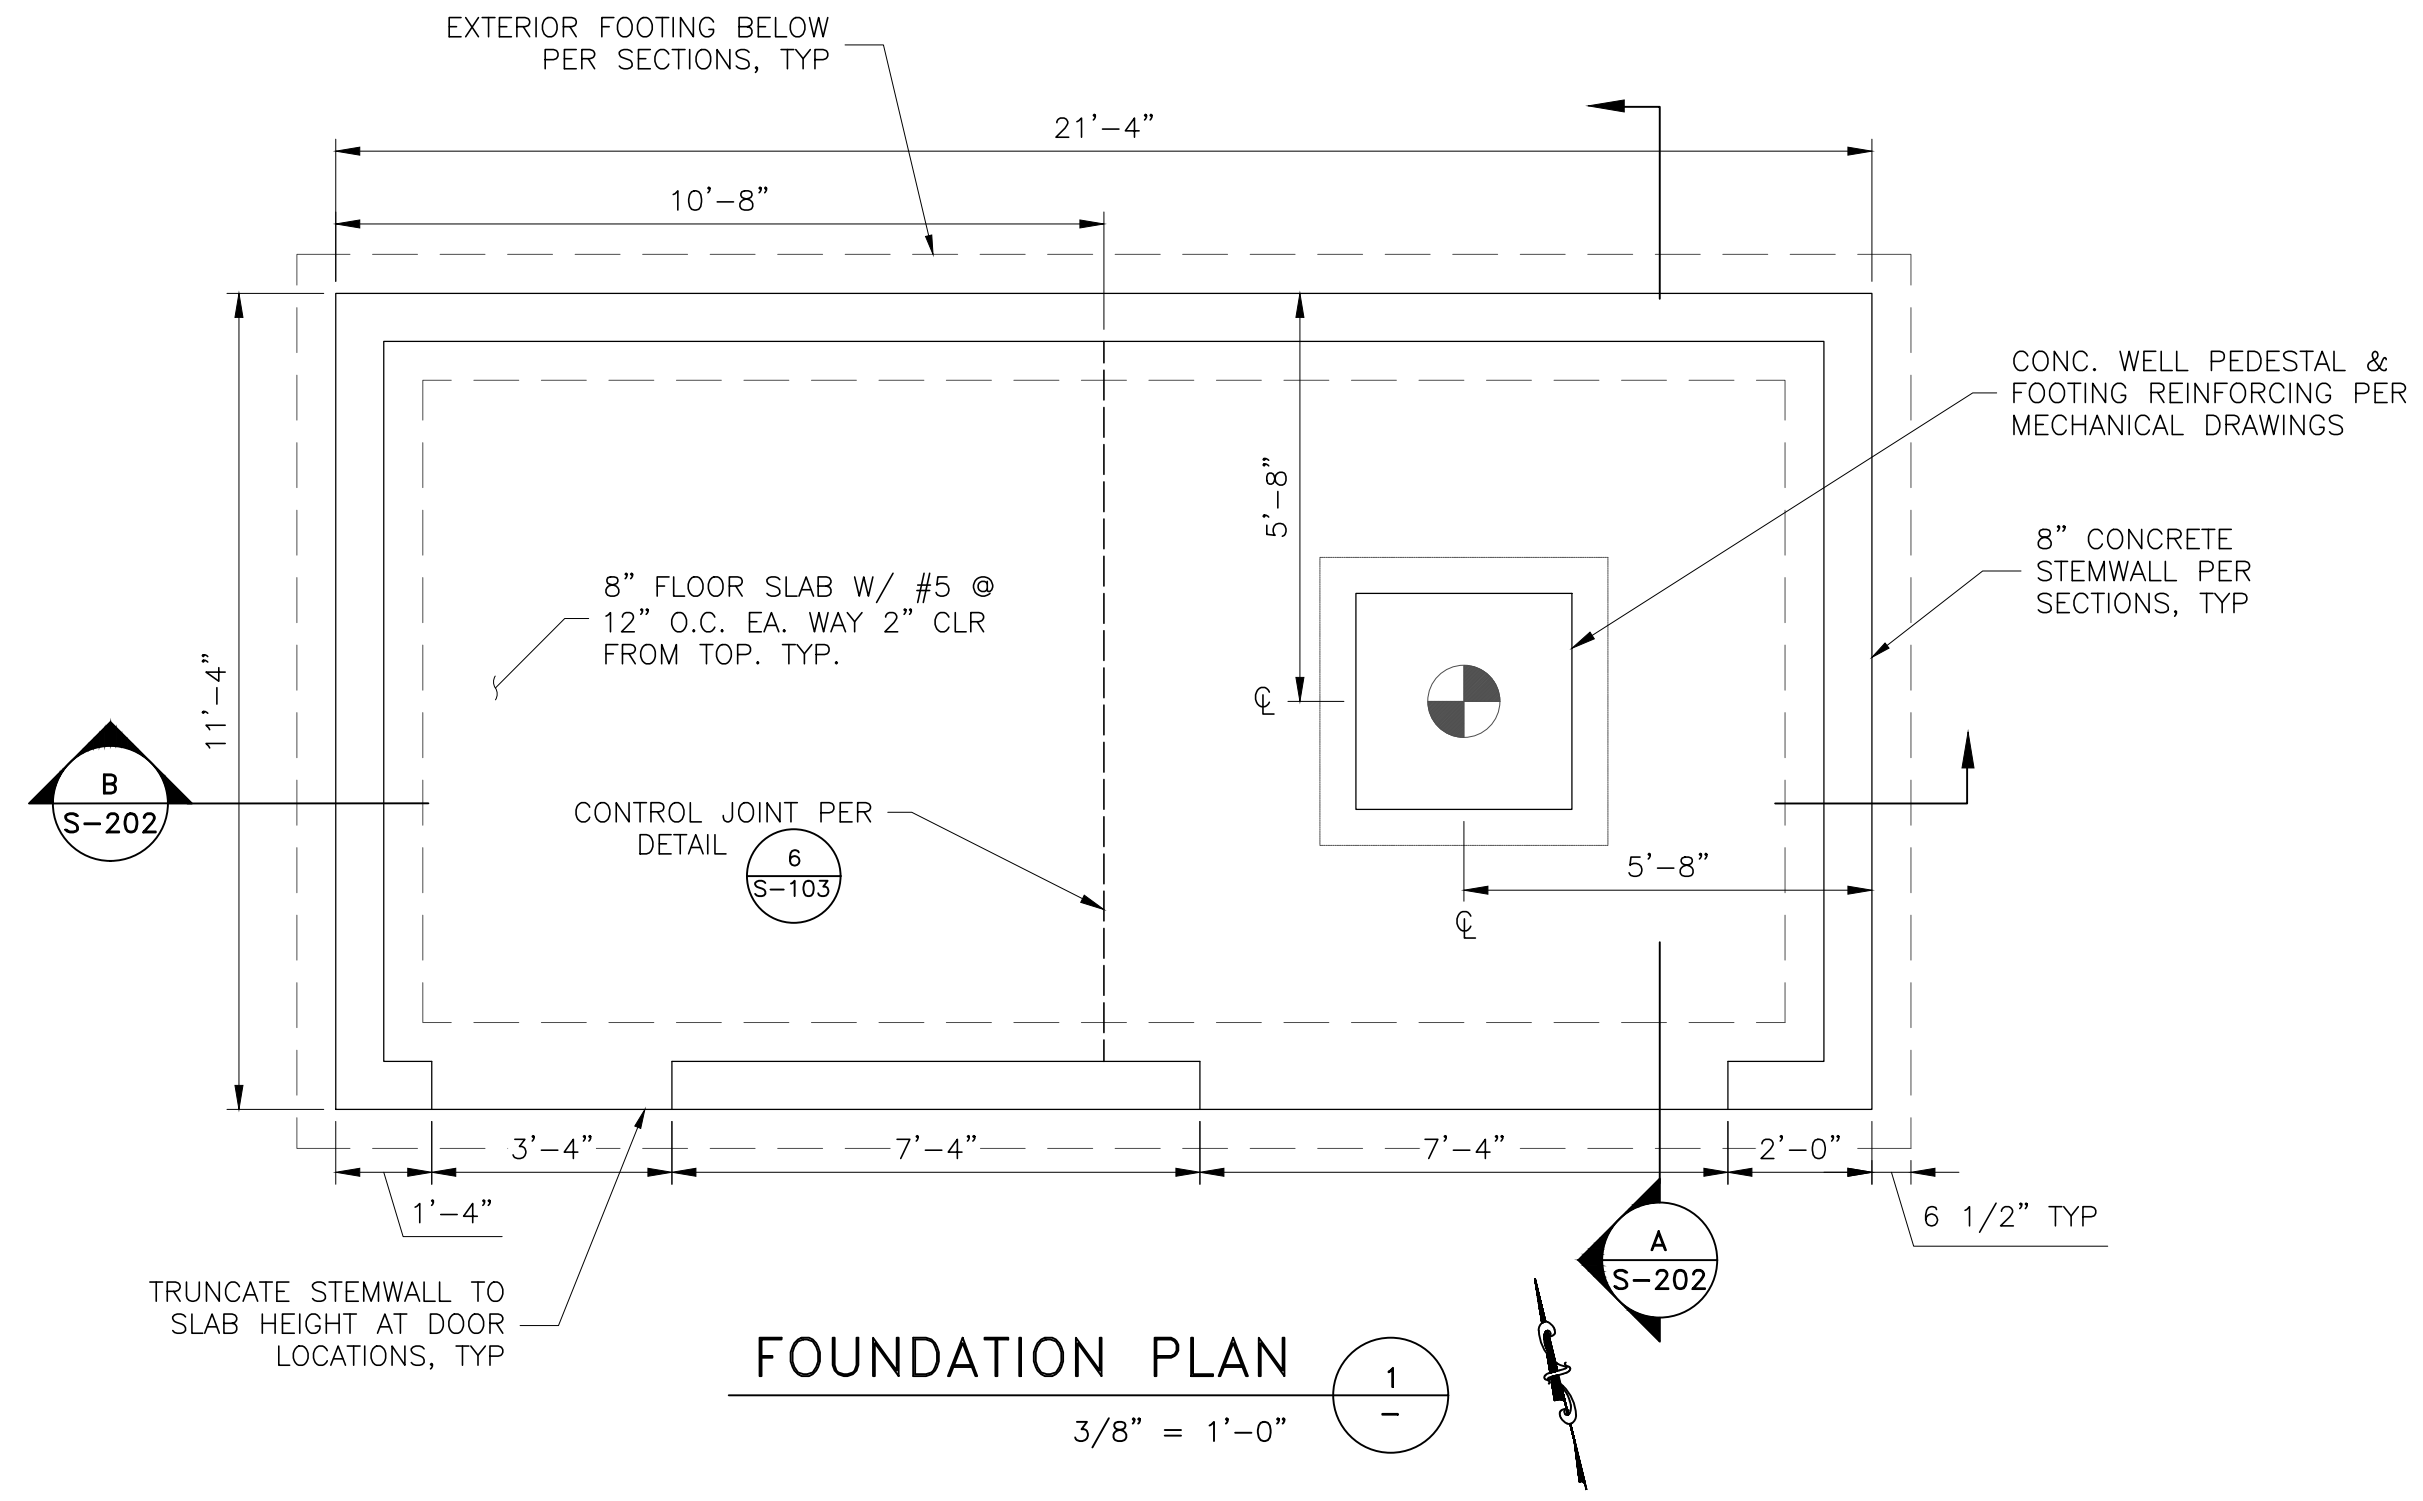 EXTERIOR FOOTING BELOW
PER SECTIONS, TYP
21'-4"
10'-8"
CONC. WELL PEDESTAL &
FOOTING REINFORCING PER
MECHANICAL DRAWINGS
5'-8"
8" CONCRETE
STEMWALL PER
SECTIONS, TYP
8" FLOOR SLAB W/ #5 @
12" O.C. EA. WAY 2" CLR
FROM TOP. TYP.
11'-4"
℄
B
S-202
CONTROL JOINT PER
DETAIL
6
S-103
5'-8"
℄
3'-4"
7'-4"
7'-4"
2'-0"
1'-4"
6 1/2" TYP
A
S-202
TRUNCATE STEMWALL TO
SLAB HEIGHT AT DOOR
LOCATIONS, TYP
FOUNDATION PLAN
1
-
3/8" = 1'-0"